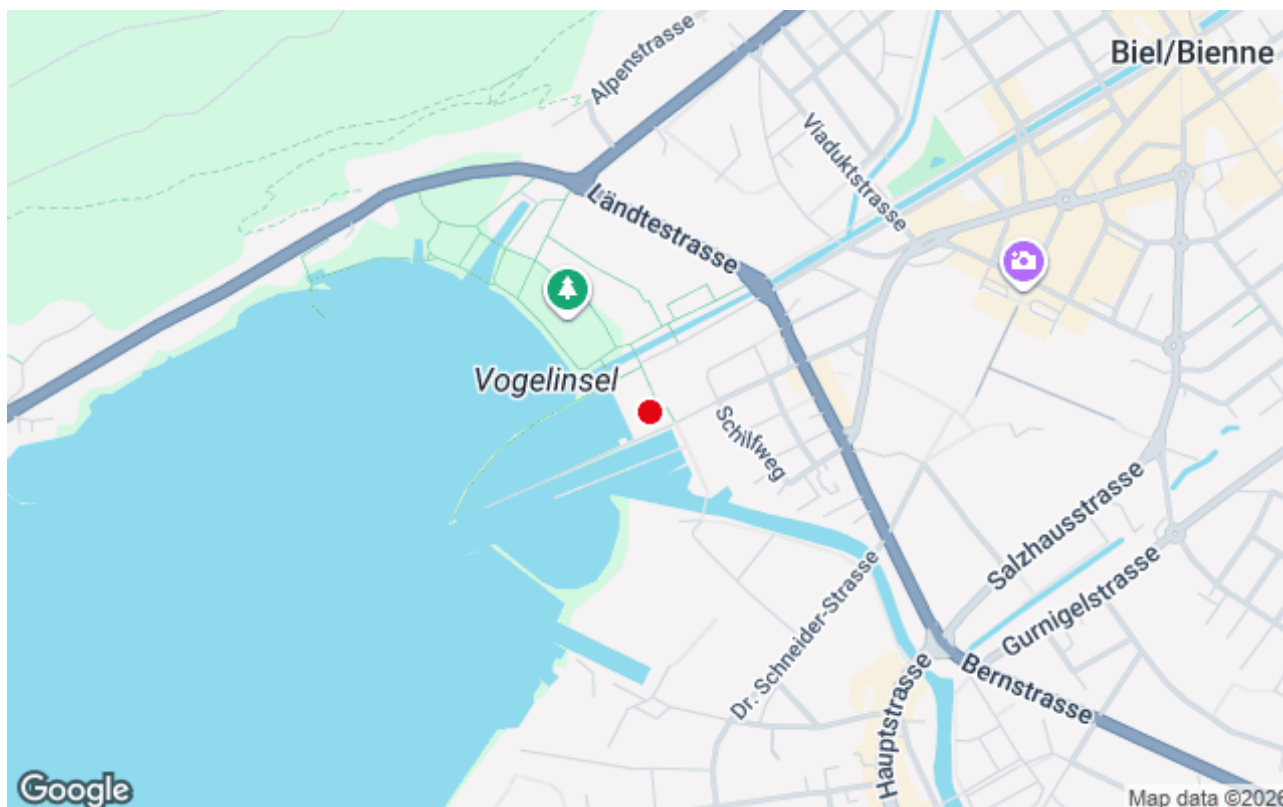 Biel/Bienne
Alpenstrasse
Viaduktstrasse
Ländtestrasse
Vogelinsel
Schilfweg
Salzhausstrasse
Gurnigelstrasse
Dr. Schneider-Strasse
Bernstrasse
Hauptstrasse
Google
Map data ©2026